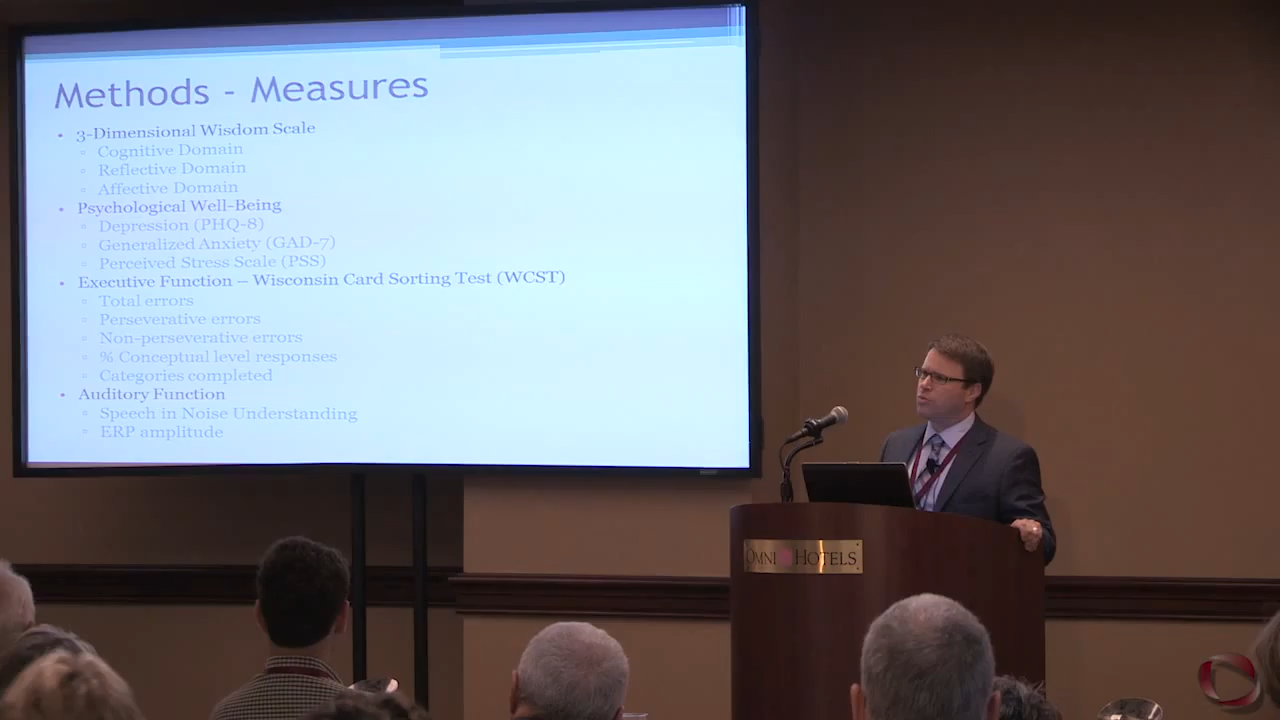 Methods - Measures
• 3-Dimensional Wisdom Scale
▫ Cognitive Domain
▫ Reflective Domain
▫ Affective Domain
• Psychological Well-Being
▫ Depression (PHQ-8)
▫ Generalized Anxiety (GAD-7)
▫ Perceived Stress Scale (PSS)
• Executive Function – Wisconsin Card Sorting Test (WCST)
▫ Total errors
▫ Perseverative errors
▫ Non-perseverative errors
▫ % Conceptual level responses
▫ Categories completed
• Auditory Function
▫ Speech in Noise Understanding
▫ ERP amplitude
OMNI HOTELS